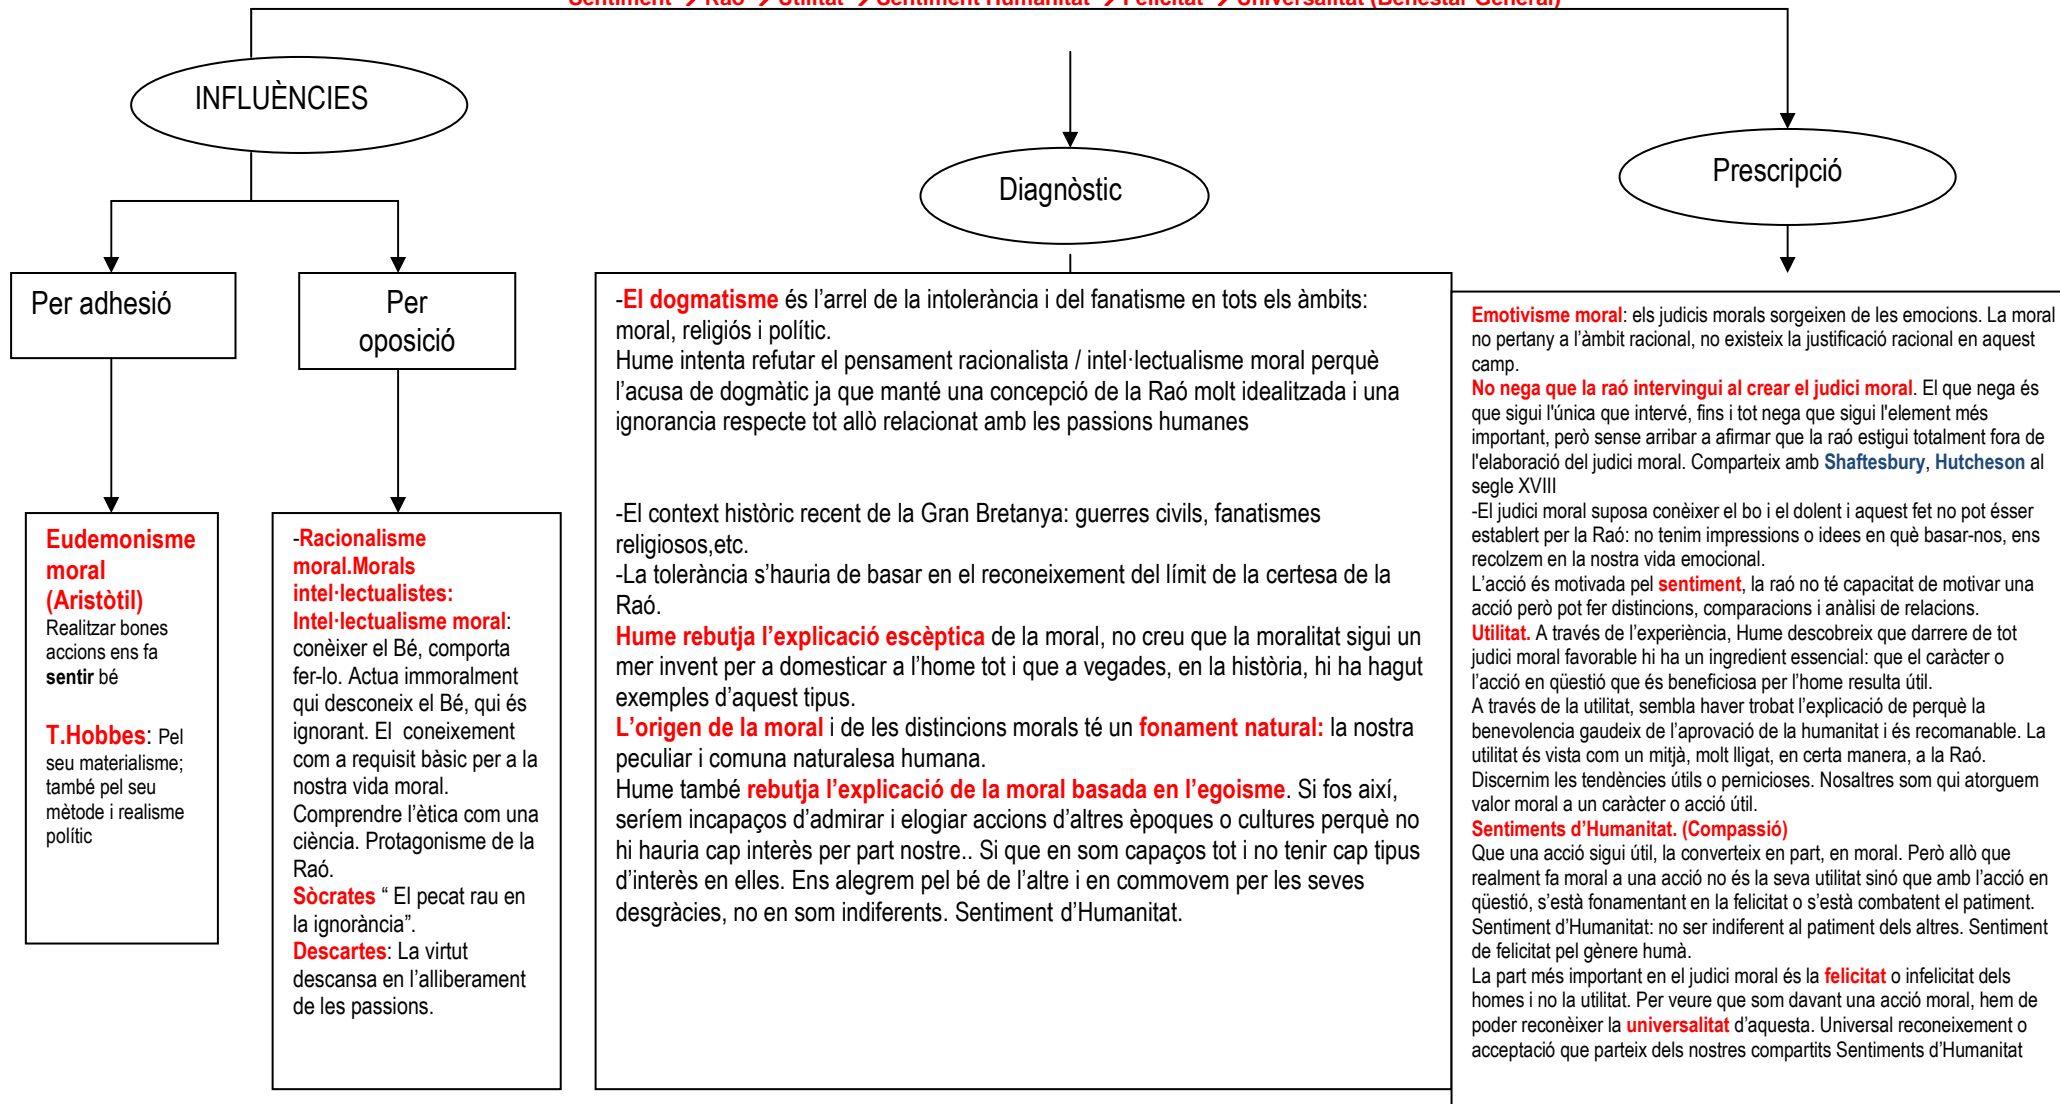 Sentiment → Raó → Utilitat → Sentiment Humanitat → Felicitat → Universalitat (Benestar General)
INFLUÈNCIES
Diagnòstic
Prescripció
Per adhesió
Per
oposició
Eudemonisme
moral
(Aristòtil)
Realitzar bones
accions ens fa
sentir bé
T.Hobbes: Pel
seu materialisme;
també pel seu
mètode i realisme
polític
-Racionalisme
moral.Morals
intel·lectualistes:
Intel·lectualisme moral:
conèixer el Bé, comporta
fer-lo. Actua immoralment
qui desconeix el Bé, qui és
ignorant. El coneixement
com a requisit bàsic per a la
nostra vida moral.
Comprendre l’ètica com una
ciència. Protagonisme de la
Raó.
Sòcrates “ El pecat rau en
la ignorància”.
Descartes: La virtut
descansa en l’alliberament
de les passions.
-El dogmatisme és l’arrel de la intolerància i del fanatisme en tots els àmbits:
moral, religiós i polític.
Hume intenta refutar el pensament racionalista / intel·lectualisme moral perquè
l’acusa de dogmàtic ja que manté una concepció de la Raó molt idealitzada i una
ignorancia respecte tot allò relacionat amb les passions humanes
-El context històric recent de la Gran Bretanya: guerres civils, fanatismes
religiosos,etc.
-La tolerància s’hauria de basar en el reconeixement del límit de la certesa de la
Raó.
Hume rebutja l’explicació escèptica de la moral, no creu que la moralitat sigui un
mer invent per a domesticar a l’home tot i que a vegades, en la història, hi ha hagut
exemples d’aquest tipus.
L’origen de la moral i de les distincions morals té un fonament natural: la nostra
peculiar i comuna naturalesa humana.
Hume també rebutja l’explicació de la moral basada en l’egoisme. Si fos així,
seríem incapaços d’admirar i elogiar accions d’altres èpoques o cultures perquè no
hi hauria cap interès per part nostre.. Si que en som capaços tot i no tenir cap tipus
d’interès en elles. Ens alegrem pel bé de l’altre i en commovem per les seves
desgràcies, no en som indiferents. Sentiment d’Humanitat.
Emotivisme moral: els judicis morals sorgeixen de les emocions. La moral
no pertany a l’àmbit racional, no existeix la justificació racional en aquest
camp.
No nega que la raó intervingui al crear el judici moral. El que nega és
que sigui l'única que intervé, fins i tot nega que sigui l'element més
important, però sense arribar a afirmar que la raó estigui totalment fora de
l'elaboració del judici moral. Comparteix amb Shaftesbury, Hutcheson al
segle XVIII
-El judici moral suposa conèixer el bo i el dolent i aquest fet no pot ésser
establert per la Raó: no tenim impressions o idees en què basar-nos, ens
recolzem en la nostra vida emocional.
L’acció és motivada pel sentiment, la raó no té capacitat de motivar una
acció però pot fer distincions, comparacions i anàlisi de relacions.
Utilitat. A través de l’experiència, Hume descobreix que darrere de tot
judici moral favorable hi ha un ingredient essencial: que el caràcter o
l’acció en qüestió que és beneficiosa per l’home resulta útil.
A través de la utilitat, sembla haver trobat l’explicació de perquè la
benevolencia gaudeix de l’aprovació de la humanitat i és recomanable. La
utilitat és vista com un mitjà, molt lligat, en certa manera, a la Raó.
Discernim les tendències útils o pernicioses. Nosaltres som qui atorguem
valor moral a un caràcter o acció útil.
Sentiments d’Humanitat. (Compassió)
Que una acció sigui útil, la converteix en part, en moral. Però allò que
realment fa moral a una acció no és la seva utilitat sinó que amb l’acció en
qüestió, s’està fonamentant en la felicitat o s’està combatent el patiment.
Sentiment d’Humanitat: no ser indiferent al patiment dels altres. Sentiment
de felicitat pel gènere humà.
La part més important en el judici moral és la felicitat o infelicitat dels
homes i no la utilitat. Per veure que som davant una acció moral, hem de
poder reconèixer la universalitat d’aquesta. Universal reconeixement o
acceptació que parteix dels nostres compartits Sentiments d’Humanitat